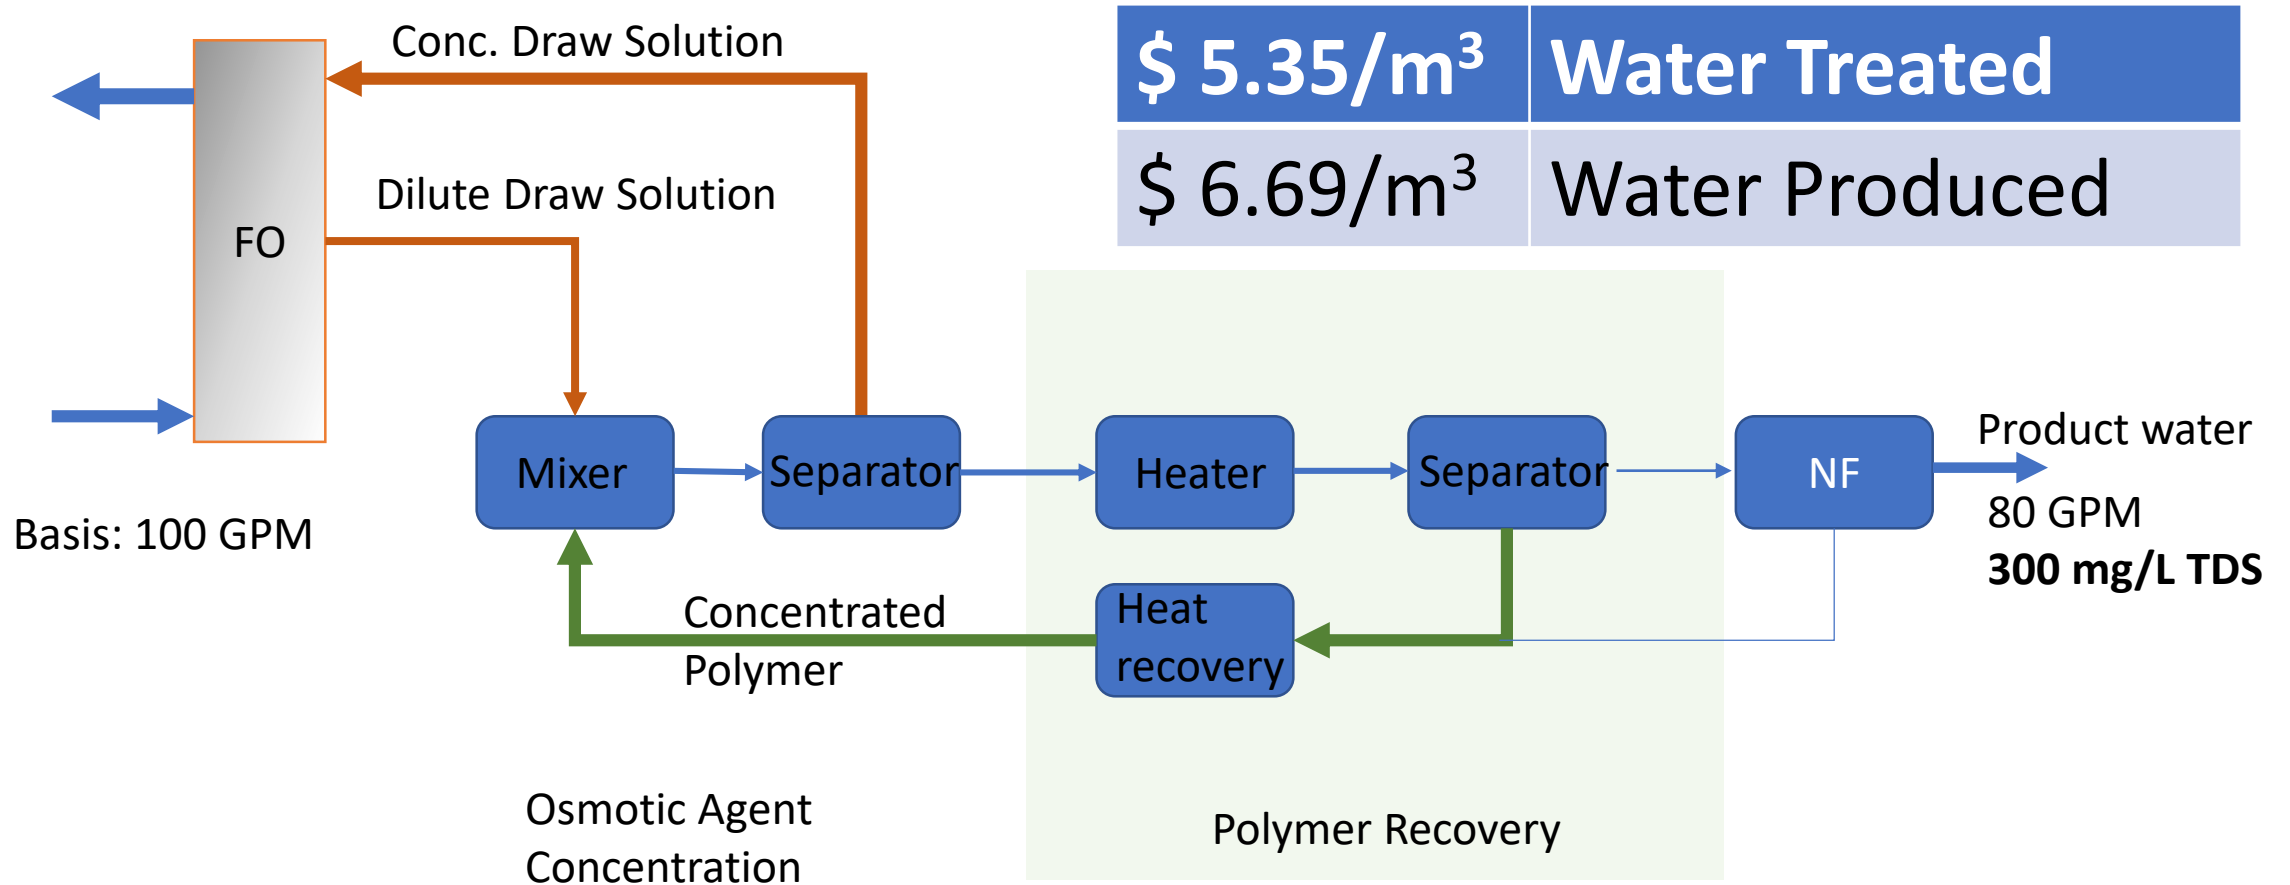 Conc. Draw Solution
$ 5.35/m³ Water Treated
$ 6.69/m³ Water Produced
Dilute Draw Solution
FO
Mixer
Separator
Heater
Separator
NF
Product water
80 GPM
300 mg/L TDS
Basis: 100 GPM
Concentrated
Polymer
Heat
recovery
Osmotic Agent
Concentration
Polymer Recovery